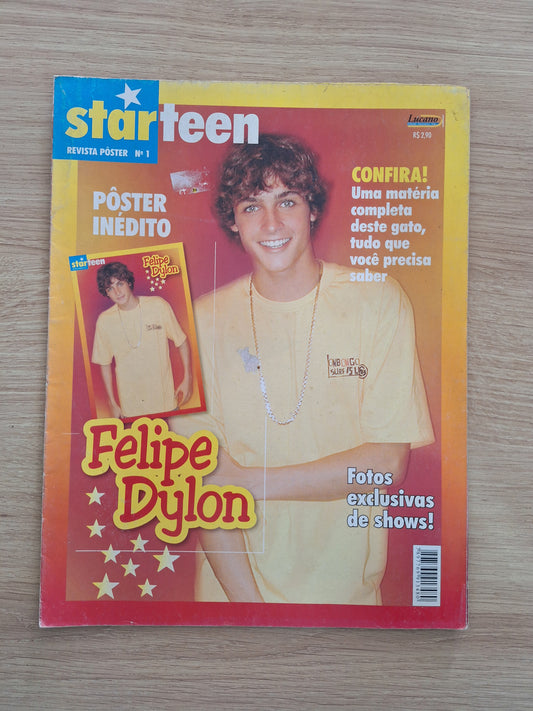 starteen
REVISTA PÔSTER Nº 1
Lucano
R$ 2,90
PÔSTER
INÉDITO
CONFIRA!
Uma matéria
completa
deste gato,
tudo que
você precisa
saber
starteen
Felipe
Dylon
Felipe
Dylon
Fotos
exclusivas
de shows!